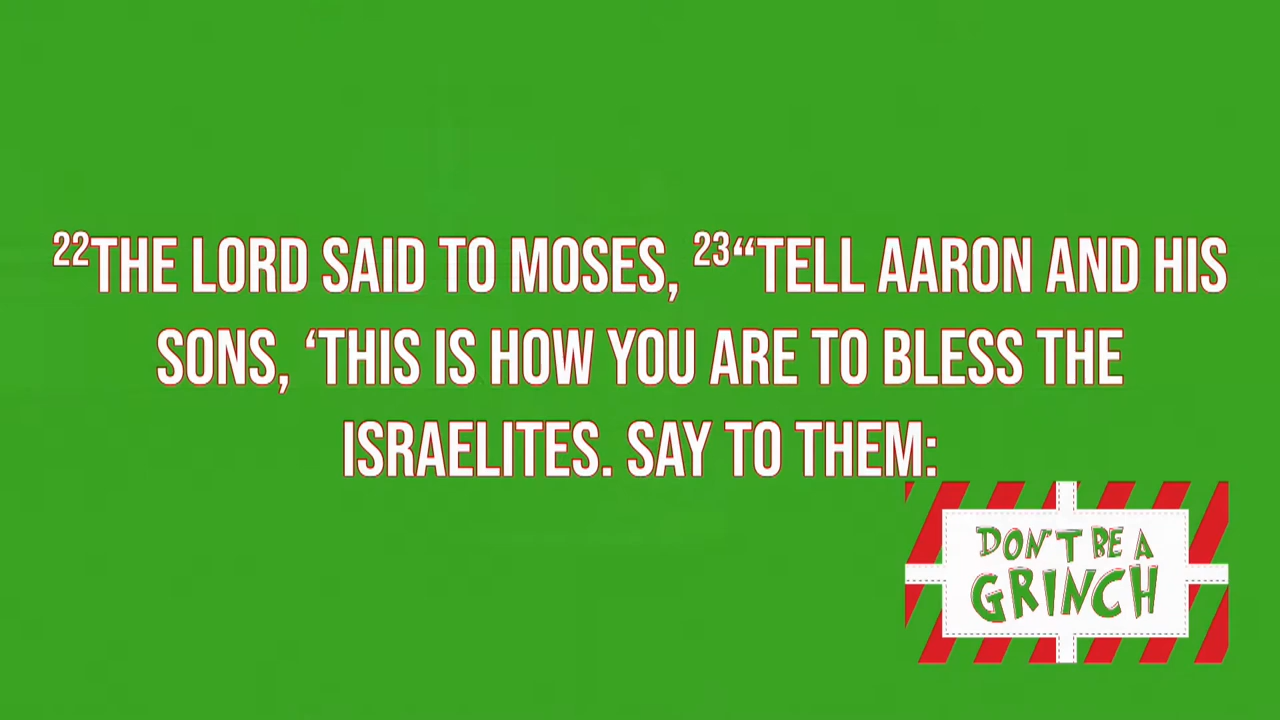 ²²THE LORD SAID TO MOSES, ²³“TELL AARON AND HIS
SONS, ‘THIS IS HOW YOU ARE TO BLESS THE
ISRAELITES. SAY TO THEM:
DON'T BE A
GRINCH